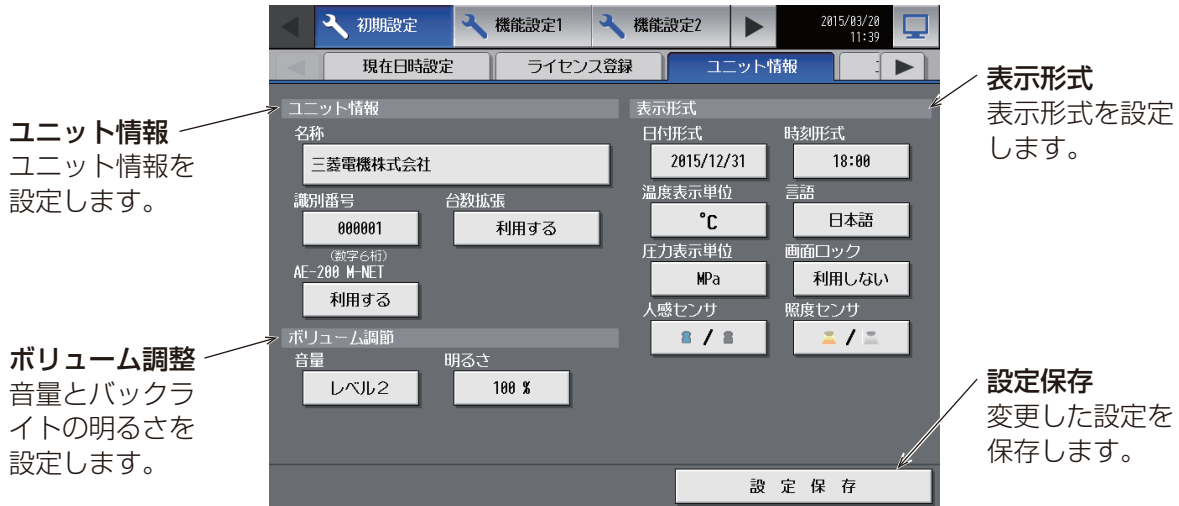 初期設定
機能設定1
機能設定2
2015/03/20
11:39
現在日時設定
ライセンス登録
ユニット情報
ユニット情報
ユニット情報を
設定します。
ボリューム調整
音量とバックラ
イトの明るさを
設定します。
ユニット情報
名称
三菱電機株式会社
識別番号
台数拡張
000001
利用する
(数字6桁)
AE-200 M-NET
利用する
ボリューム調節
音量
明るさ
レベル2
100 %
表示形式
日付形式
時刻形式
2015/12/31
18:00
温度表示単位
言語
℃
日本語
圧力表示単位
画面ロック
MPa
利用しない
人感センサ
照度センサ
/
/
設定保存
表示形式
表示形式を設定
します。
設定保存
変更した設定を
保存します。